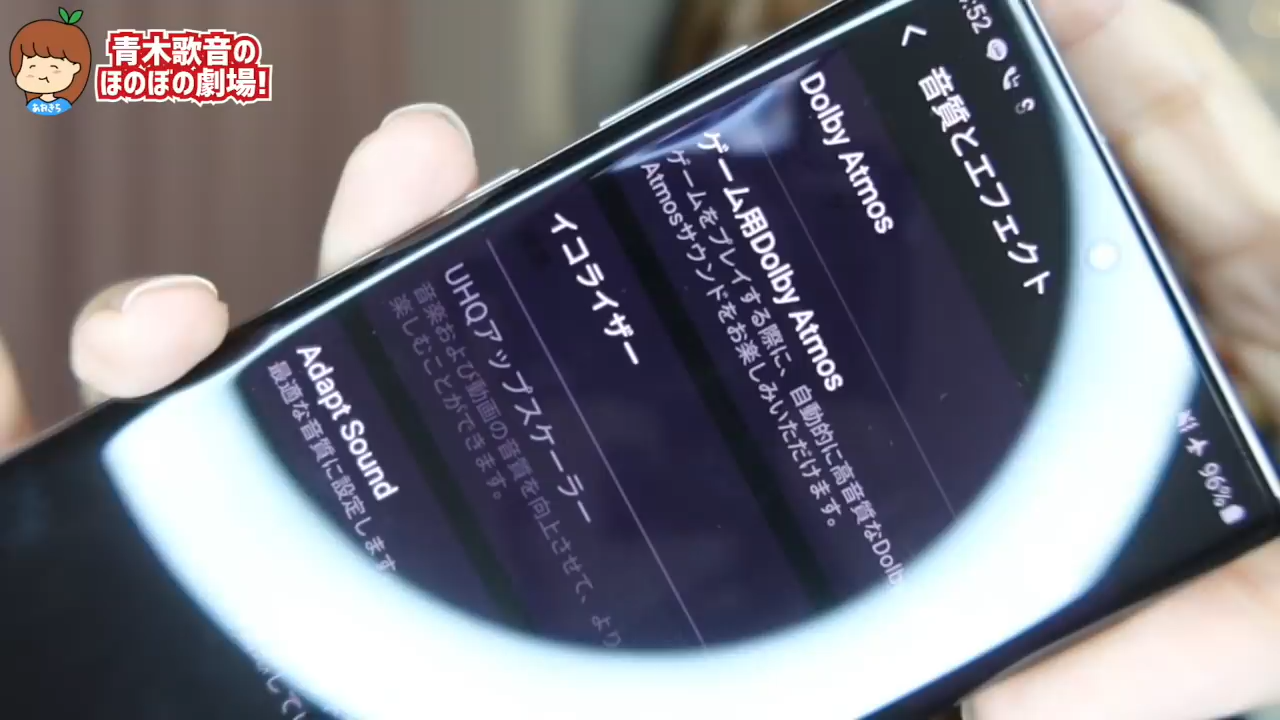 青木歌音の
ほのぼの劇場!
あおきち
:52
96%
音質とエフェクト
Dolby Atmos
ゲーム用Dolby Atmos
ゲームをプレイする際に、自動的に高音質なDolb
Atmosサウンドをお楽しみいただけます。
イコライザー
UHQアップスケーラー
音楽および動画の音質を向上させて、より
楽しむことができます。
Adapt Sound
最適な音質に設定します